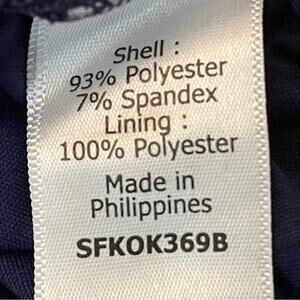 Shell :
93% Polyester
7% Spandex
Lining :
100% Polyester
Made in
Philippines
SFKOK369B